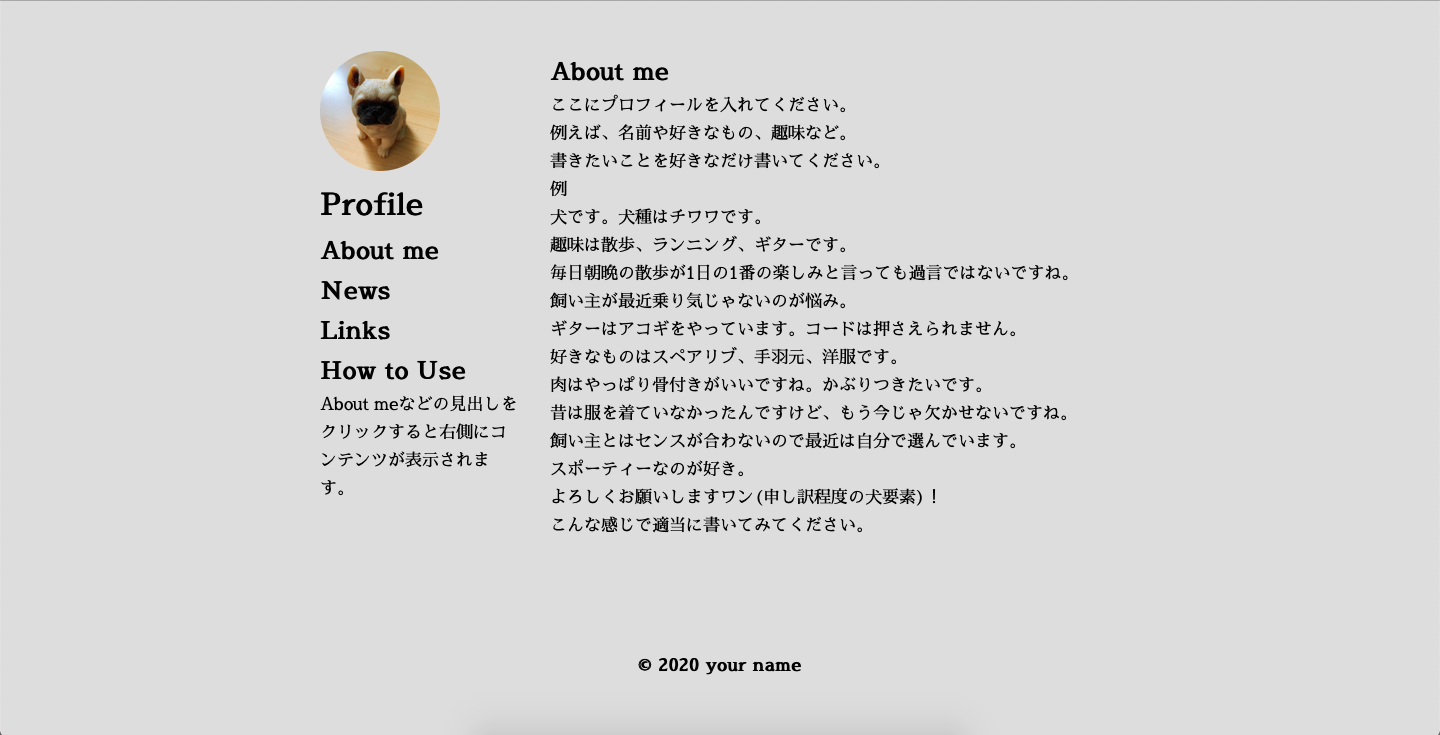 Profile
About me
News
Links
How to Use
About meなどの見出しを
クリックすると右側にコ
ンテンツが表示されま
す。
About me
ここにプロフィールを入れてください。
例えば、名前や好きなもの、趣味など。
書きたいことを好きなだけ書いてください。
例
犬です。犬種はチワワです。
趣味は散歩、ランニング、ギターです。
毎日朝晩の散歩が1日の1番の楽しみと言っても過言ではないですね。
飼い主が最近乗り気じゃないのが悩み。
ギターはアコギをやっています。コードは押さえられません。
好きなものはスペアリブ、手羽元、洋服です。
肉はやっぱり骨付きがいいですね。かぶりつきたいです。
昔は服を着ていなかったんですけど、もう今じゃ欠かせないですね。
飼い主とはセンスが合わないので最近は自分で選んでいます。
スポーティーなのが好き。
よろしくお願いしますワン(申し訳程度の犬要素)！
こんな感じで適当に書いてみてください。
© 2020 your name